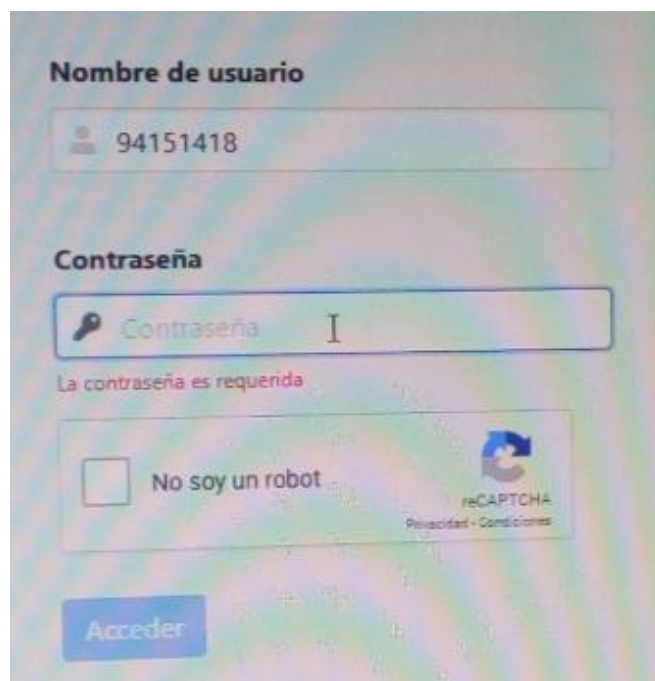 Nombre de usuario
94151418
Contraseña
Contraseña
La contraseña es requerida
No soy un robot
reCAPTCHA
Privacidad - Condiciones
Acceder